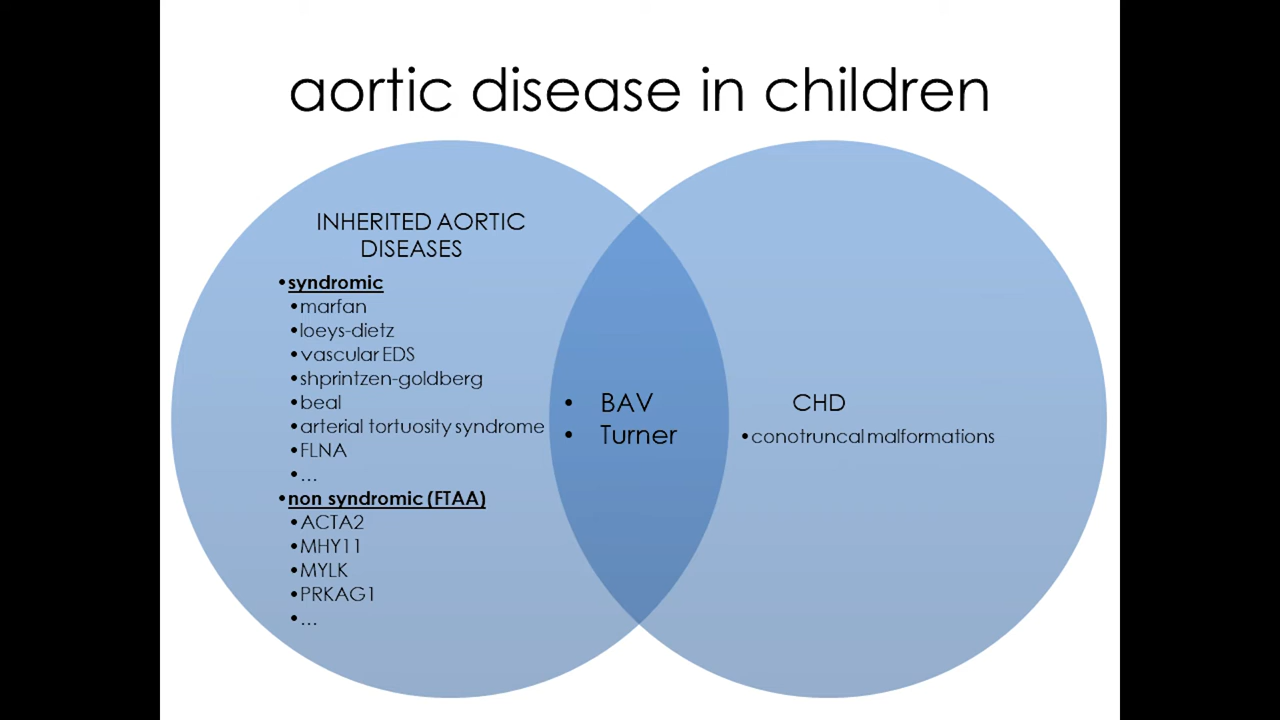 aortic disease in children
INHERITED AORTIC
DISEASES
•syndromic
•marfan
•loeys-dietz
•vascular EDS
•shprintzen-goldberg
•beal
•arterial tortuosity syndrome
•FLNA
•...
•non syndromic (FTAA)
•ACTA2
•MHY11
•MYLK
•PRKAG1
•...
• BAV
• Turner
CHD
•conotruncal malformations